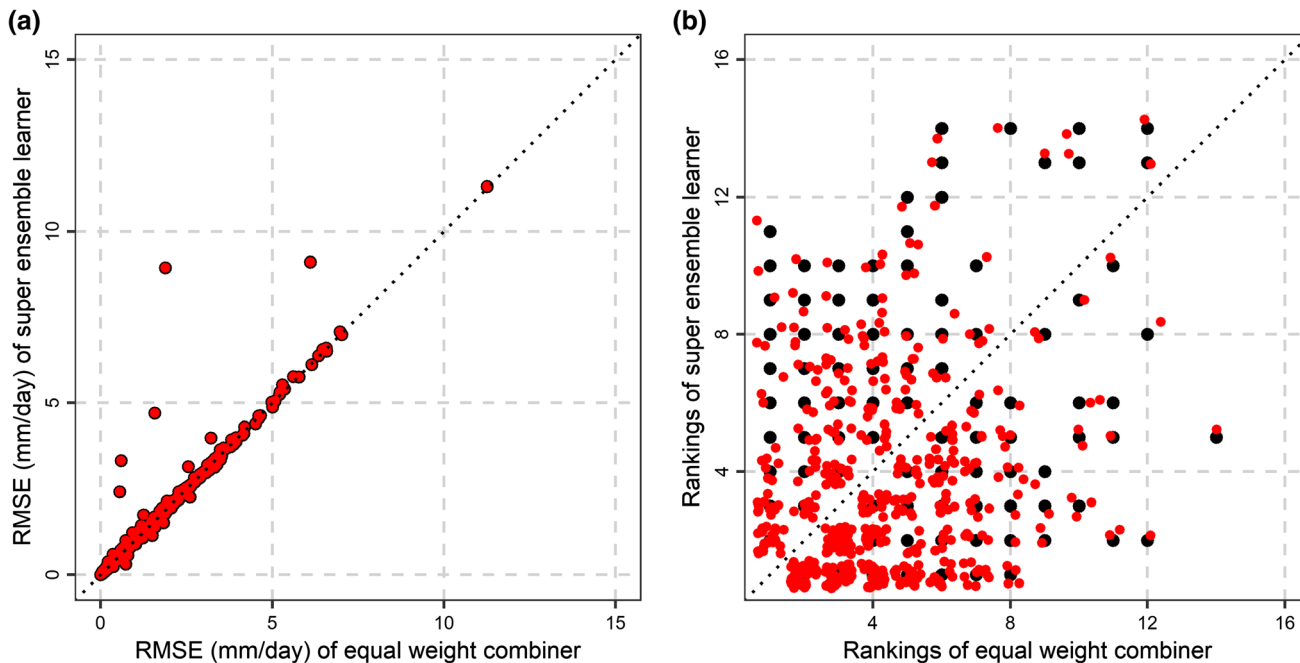 (a)
RMSE (mm/day) of super ensemble learner
15
10
5
0
0 5 10 15
RMSE (mm/day) of equal weight combiner
(b)
Rankings of super ensemble learner
16
12
8
4
4 8 12 16
Rankings of equal weight combiner